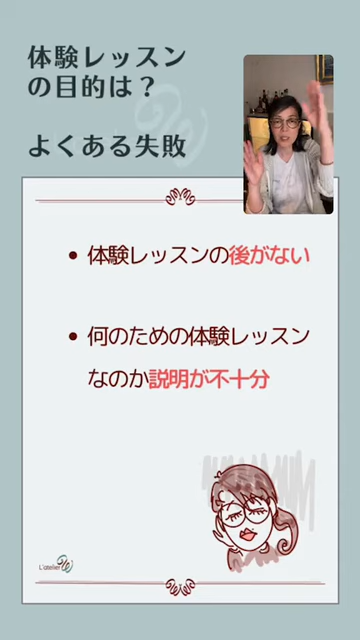 体験レッスン
の目的は？
よくある失敗
• 体験レッスンの後がない
• 何のための体験レッスン
なのか説明が不十分
L'atelier